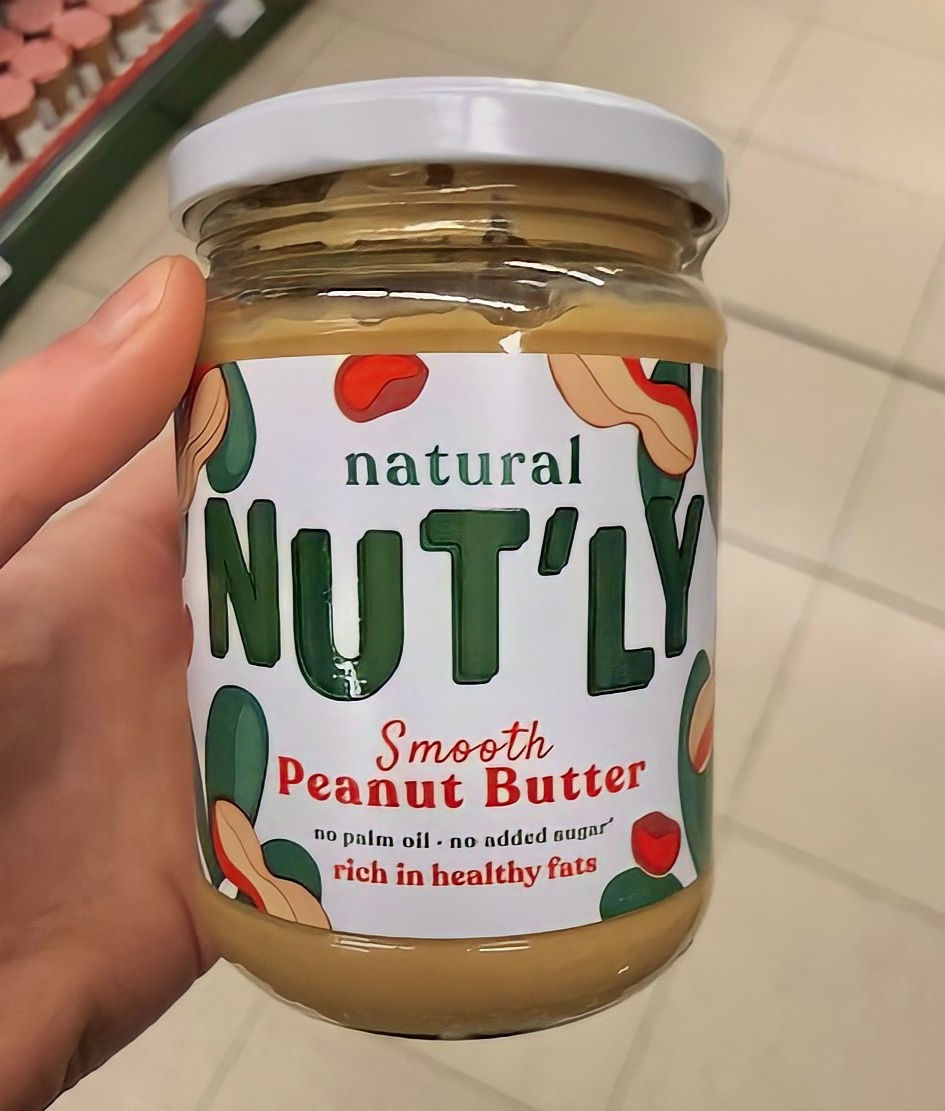 natural
NUT'LY
Smooth
Peanut Butter
no palm oil · no added sugar*
rich in healthy fats